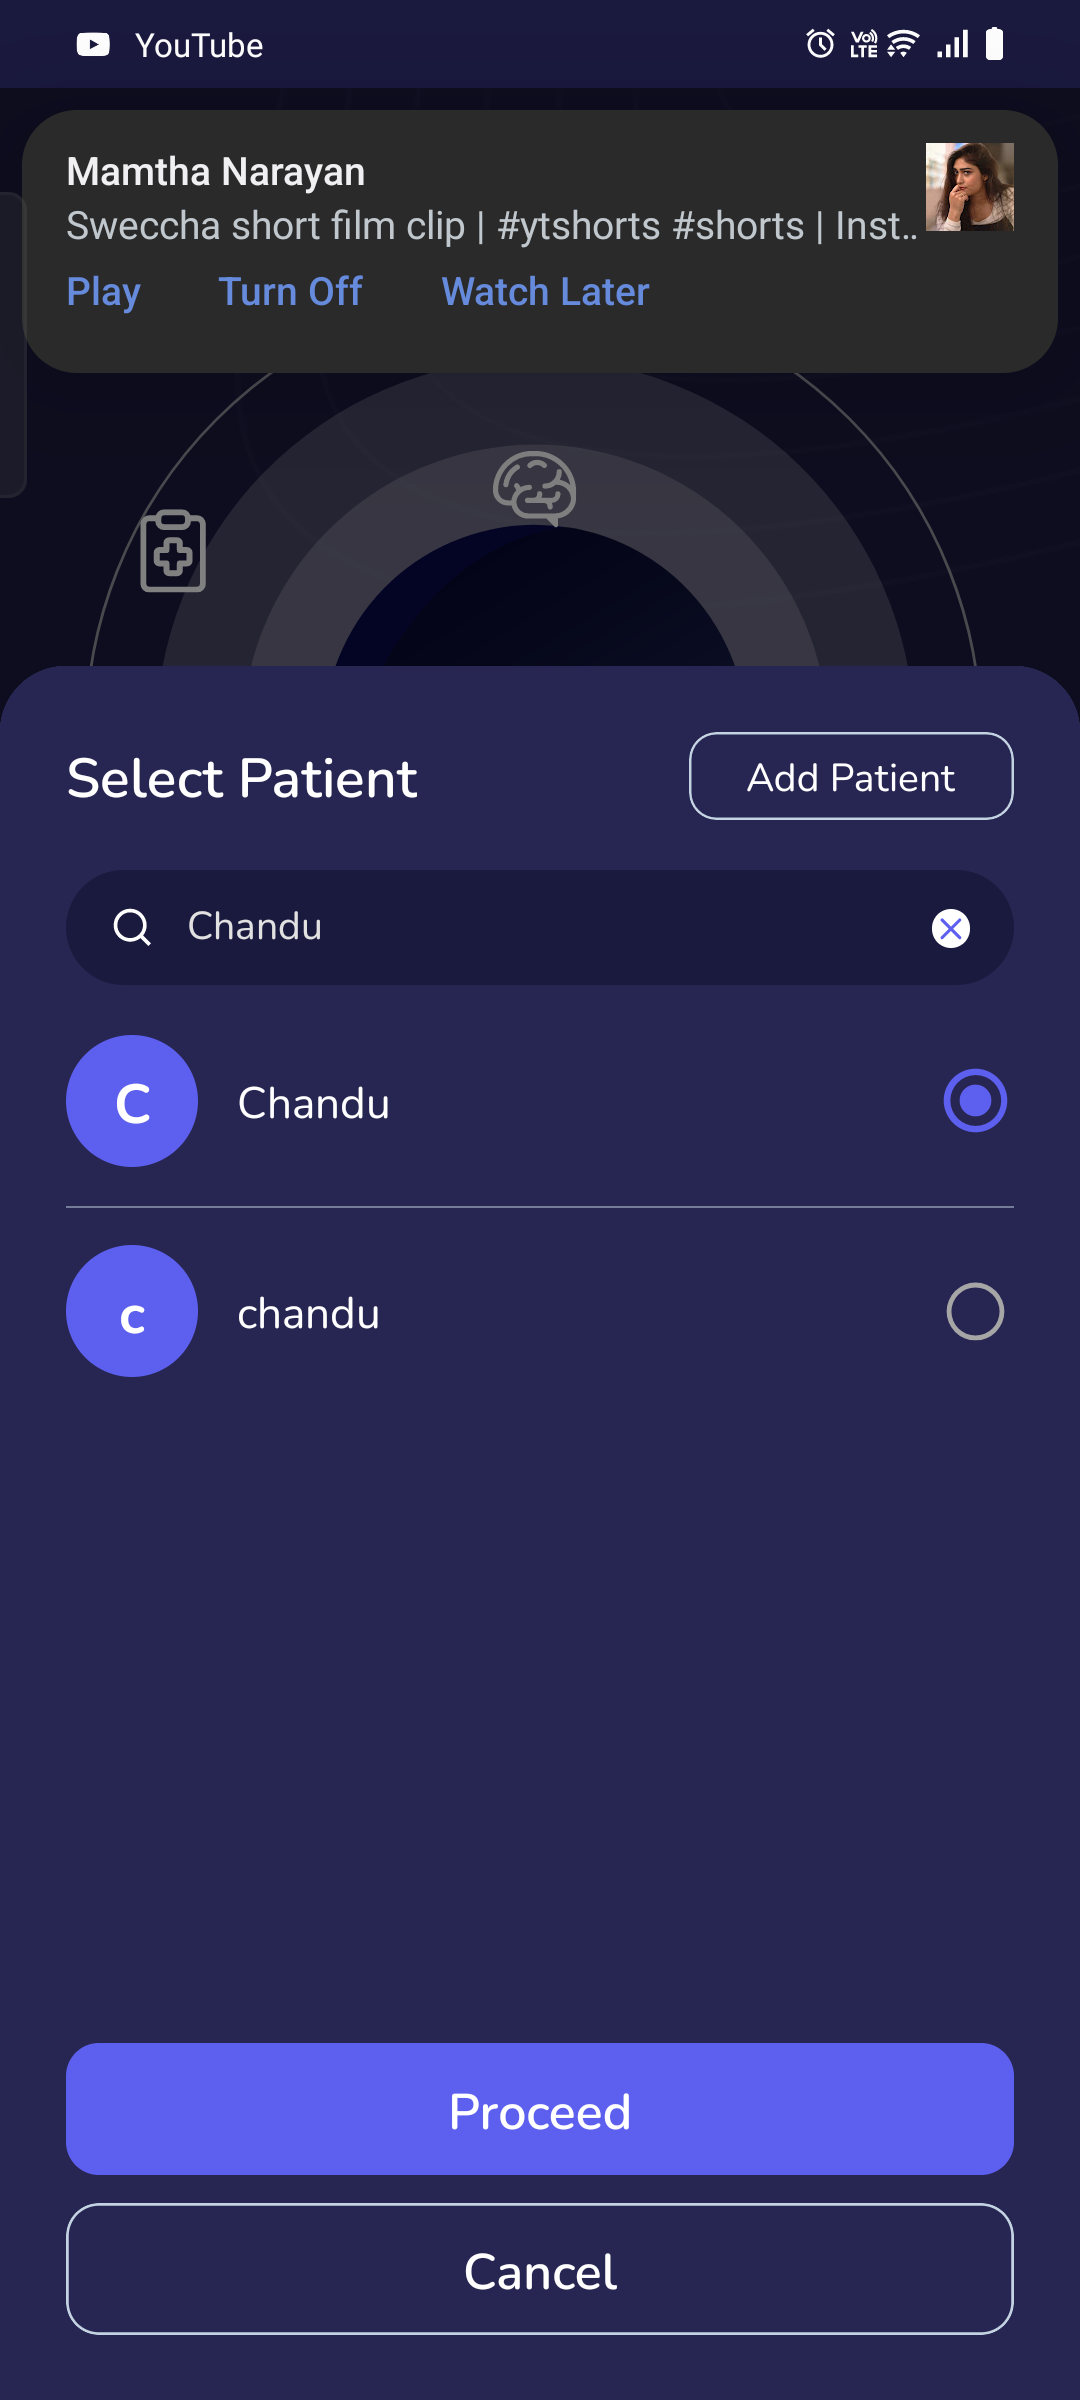 YouTube
VoLTE
Mamtha Narayan
Sweccha short film clip | #ytshorts #shorts | Inst..
Play Turn Off Watch Later
Select Patient
Add Patient
Chandu
C Chandu
c chandu
Proceed
Cancel